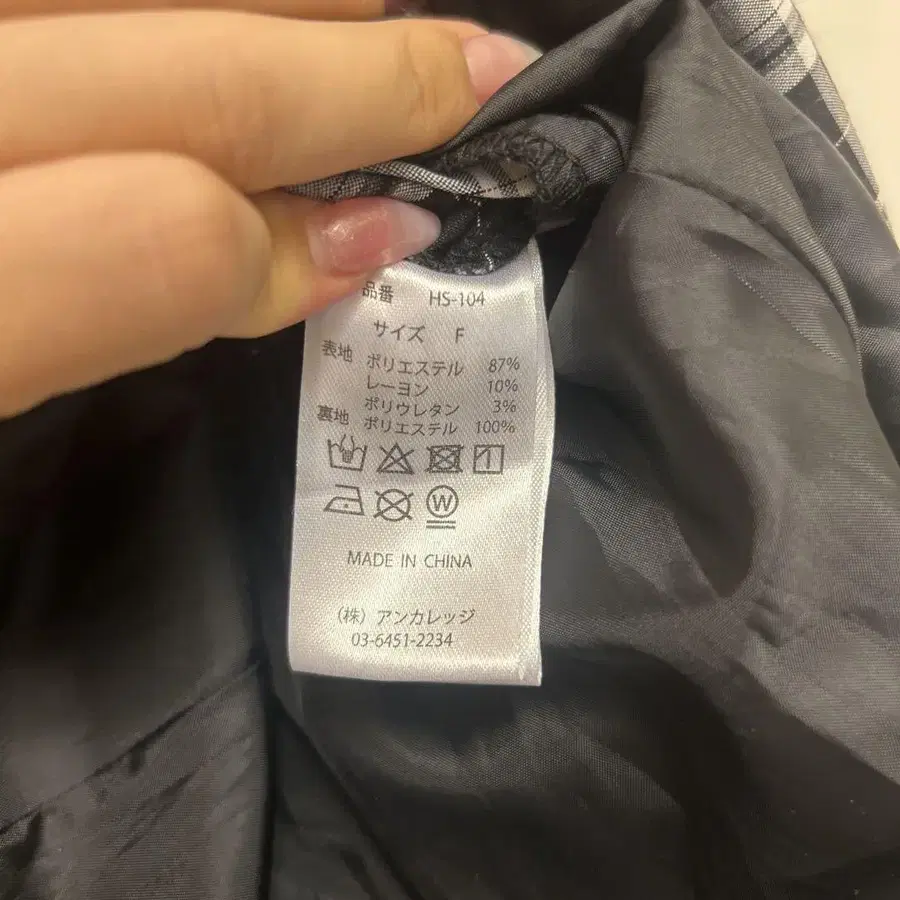 品番 HS-104
サイズ F
表地 ポリエステル 87%
レーヨン 10%
ポリウレタン 3%
裏地 ポリエステル 100%
W
MADE IN CHINA
(株) アンカレッジ
03-6451-2234